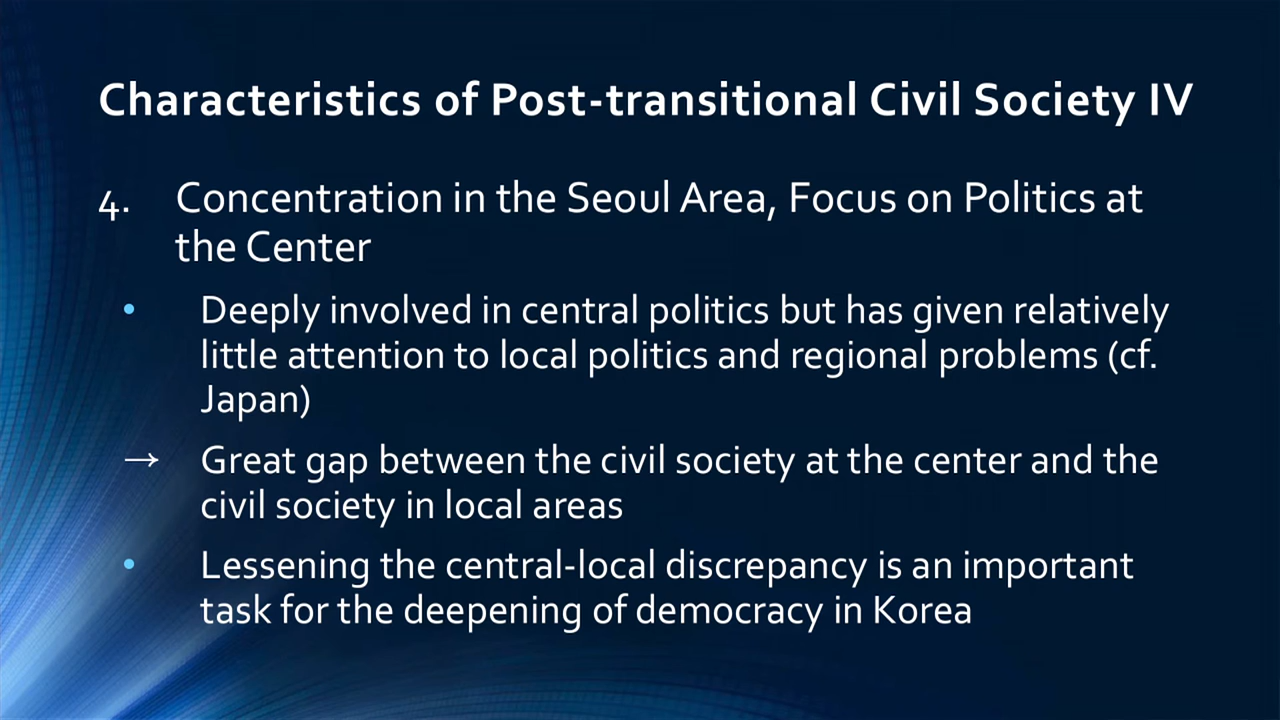 Characteristics of Post-transitional Civil Society IV
4. Concentration in the Seoul Area, Focus on Politics at
the Center
• Deeply involved in central politics but has given relatively
little attention to local politics and regional problems (cf.
Japan)
→ Great gap between the civil society at the center and the
civil society in local areas
• Lessening the central-local discrepancy is an important
task for the deepening of democracy in Korea